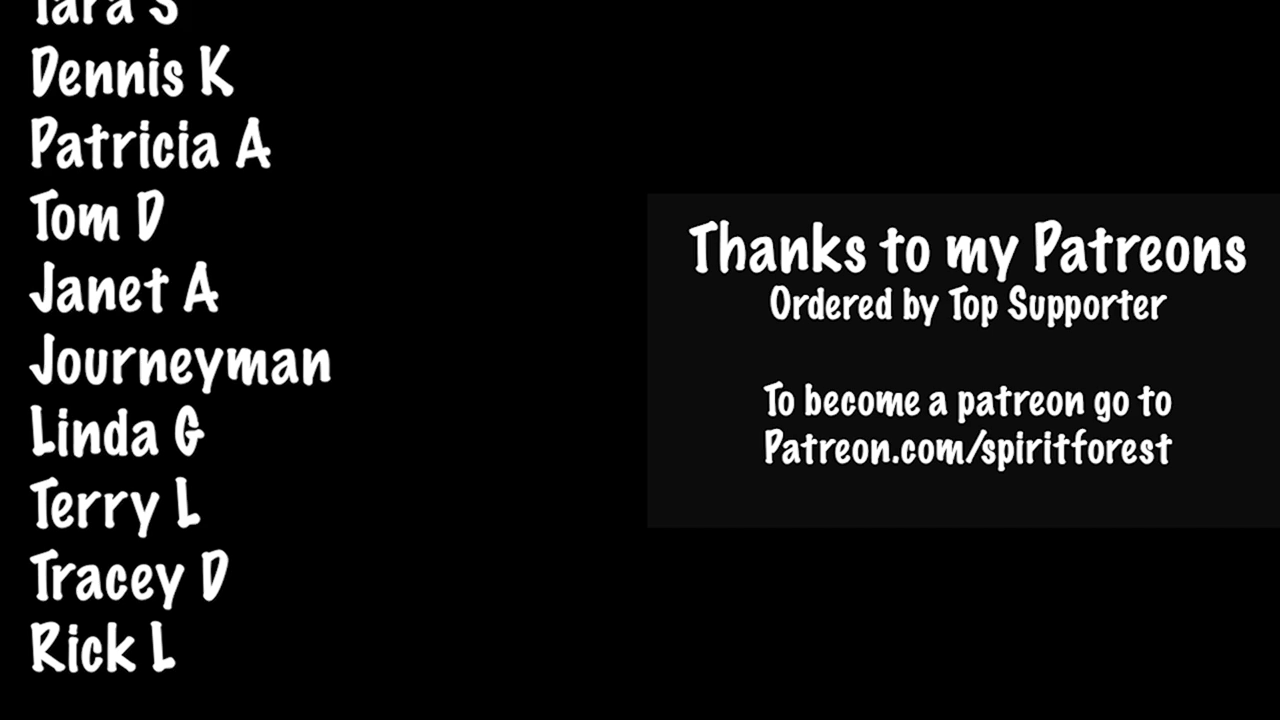 Tara S
Dennis K
Patricia A
Tom D
Janet A
Journeyman
Linda G
Terry L
Tracey D
Rick L
Thanks to my Patreons
Ordered by Top Supporter
To become a patreon go to
Patreon.com/spiritforest